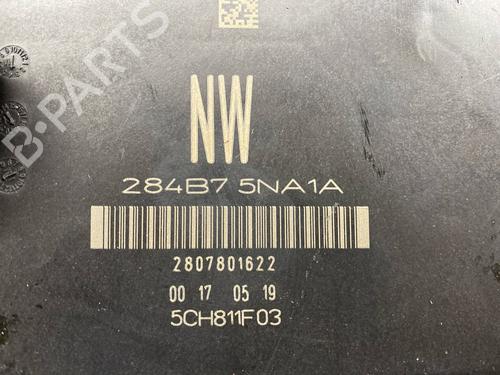 NW
284B7 5NA1A
2807801622
00 17 05 19
5CH811F03
B-PARTS